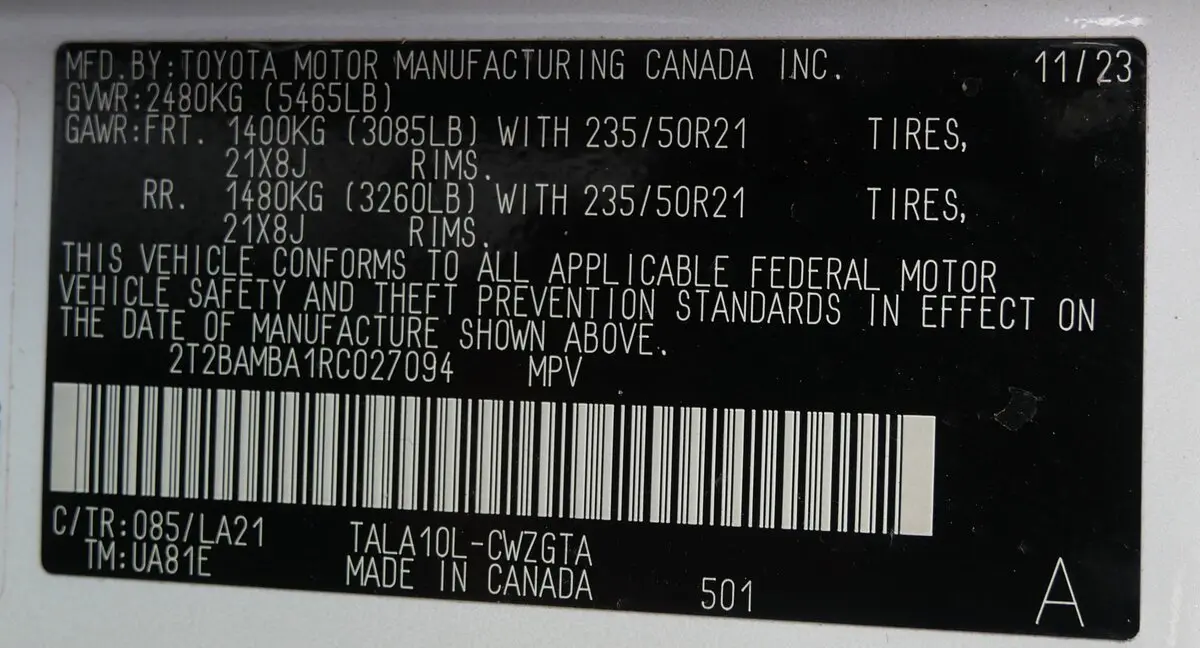 MFD.BY:TOYOTA MOTOR MANUFACTURING CANADA INC. 11/23
GVWR:2480KG (5465LB)
GAWR:FRT. 1400KG (3085LB) WITH 235/50R21 TIRES,
21X8J RIMS.
RR. 1480KG (3260LB) WITH 235/50R21 TIRES,
21X8J RIMS.
THIS VEHICLE CONFORMS TO ALL APPLICABLE FEDERAL MOTOR
VEHICLE SAFETY AND THEFT PREVENTION STANDARDS IN EFFECT ON
THE DATE OF MANUFACTURE SHOWN ABOVE.
2T2BAMBA1RC027094 MPV
C/TR:085/LA21 TALA10L-CWZGTA
TM:UA81E MADE IN CANADA 501 A